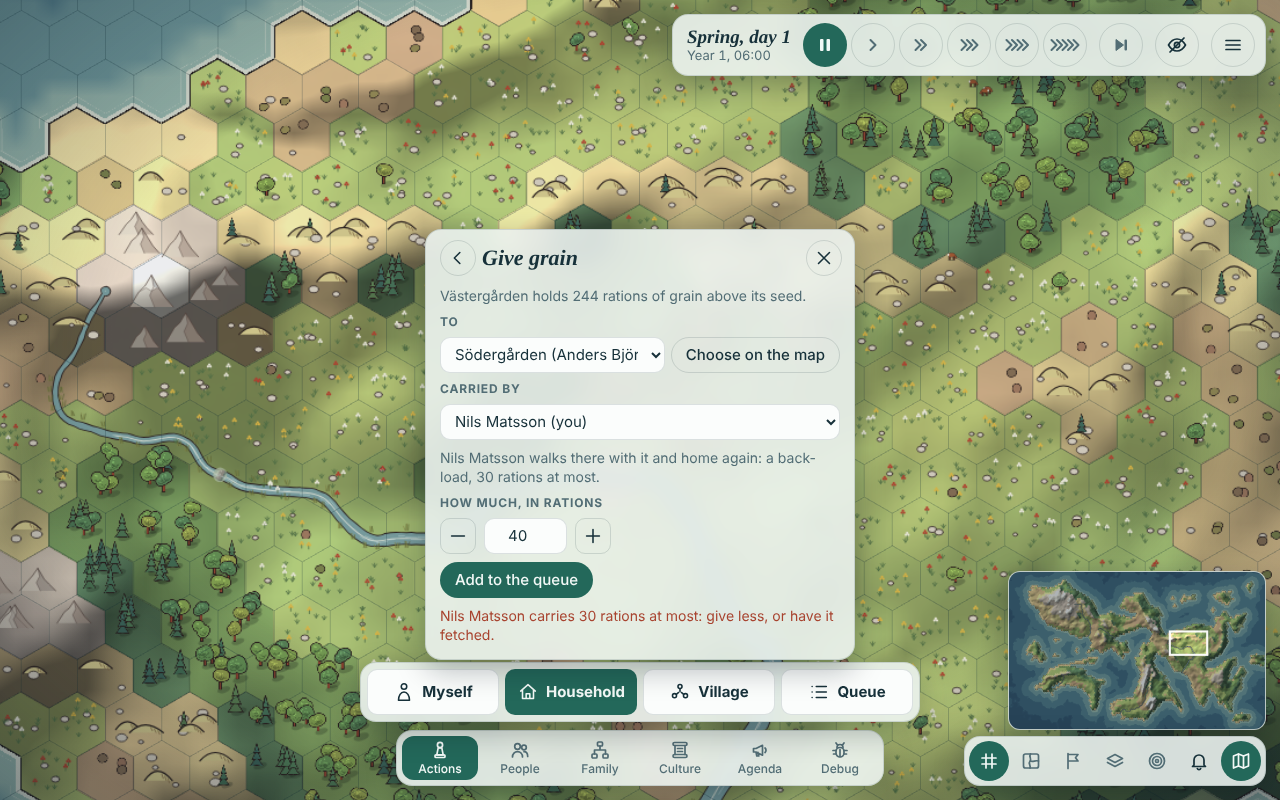 Spring, day 1
Year 1, 06:00
Give grain
Västergården holds 244 rations of grain above its seed.
TO
Södergården (Anders Björ
Choose on the map
CARRIED BY
Nils Matsson (you)
Nils Matsson walks there with it and home again: a back-
load, 30 rations at most.
HOW MUCH, IN RATIONS
40
Add to the queue
Nils Matsson carries 30 rations at most: give less, or have it
fetched.
Myself
Household
Village
Queue
Actions
People
Family
Culture
Agenda
Debug